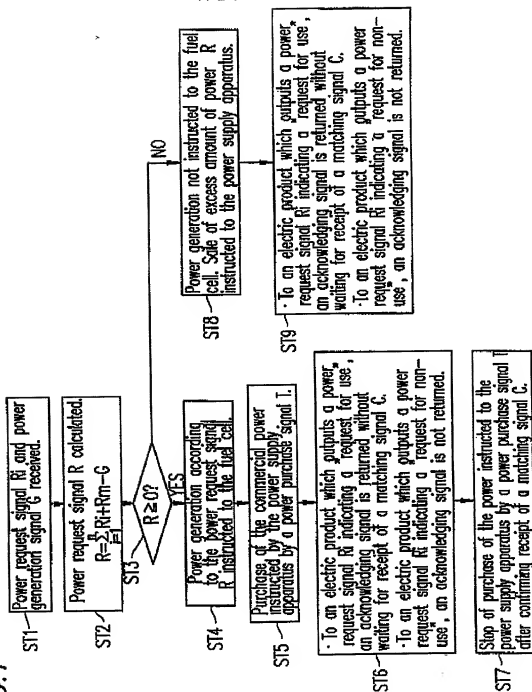 ST1
Power request signal Ri and power
generation signal G received.
ST2
Power request signal R calculated.
R=∑Ri+Rm-G
i=1
ST3
R≧0?
YES
NO
ST4
Power generation according
to the power request signal
R instructed to the fuel cell.
ST5
Purchase of the commercial power
instructed by the power supply
apparatus by a power purchase signal T.
ST6
· To an electric product which outputs a power
request signal Ri indicating a "request for use",
an acknowledging signal is returned without
waiting for receipt of a matching signal C.
· To an electric product which outputs a power
request signal Ri indicating a "request for non-
use", an acknowledging signal is not returned.
ST7
Stop of purchase of the power instructed to the
power supply apparatus by a power purchase signal T
after confirming receipt of a matching signal C.
ST8
Power generation not instructed to the fuel
cell. Sale of excess amount of power R
instructed to the power supply apparatus.
ST9
· To an electric product which outputs a power
request signal Ri indicating a "request for use",
an acknowledging signal is returned without
waiting for receipt of a matching signal C.
· To an electric product which outputs a power
request signal Ri indicating a "request for non-
use", an acknowledging signal is not returned.